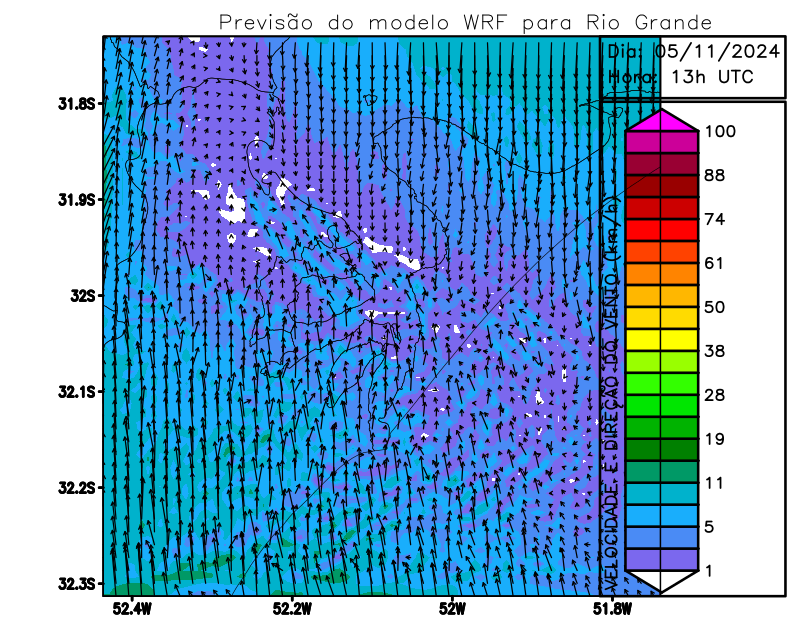 Previsão do modelo WRF para Rio Grande
Dia: 05/11/2024
Hora: 13h UTC
31.8S
31.9S
32S
32.1S
32.2S
32.3S
52.4W
52.2W
52W
51.8W
VELOCIDADE E DIREÇÃO DO VENTO (km/h)
100
88
74
61
50
38
28
19
11
5
1